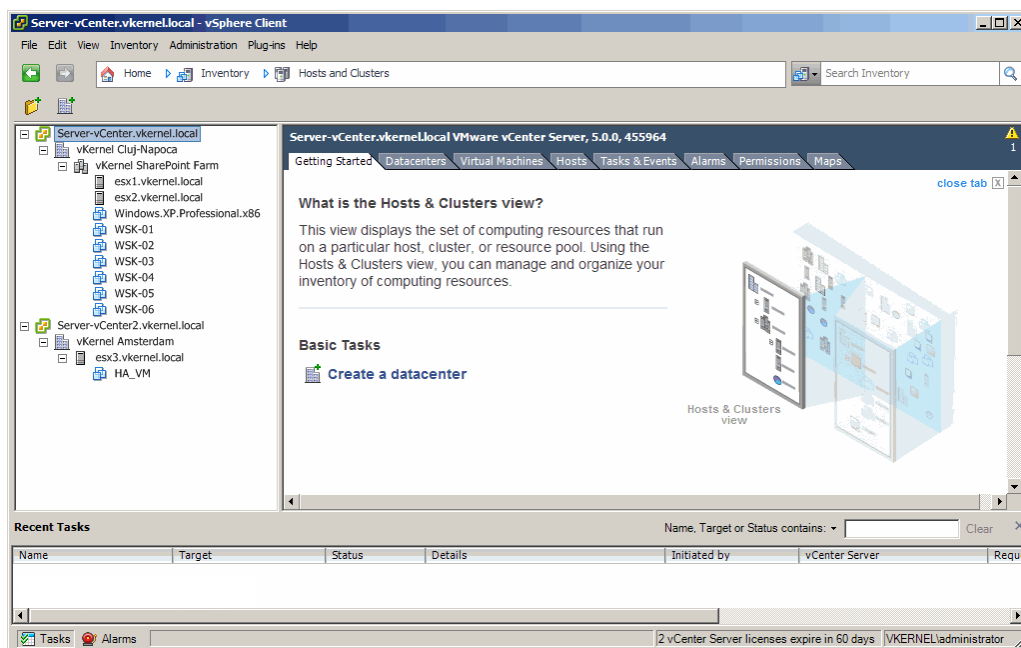 Server-vCenter.vkernel.local - vSphere Client
File Edit View Inventory Administration Plug-ins Help
Home Inventory Hosts and Clusters
Search Inventory
Server-vCenter.vkernel.local
vKernel Cluj-Napoca
vKernel SharePoint Farm
esx1.vkernel.local
esx2.vkernel.local
Windows.XP.Professional.x86
WSK-01
WSK-02
WSK-03
WSK-04
WSK-05
WSK-06
Server-vCenter2.vkernel.local
vKernel Amsterdam
esx3.vkernel.local
HA_VM
Server-vCenter.vkernel.local VMware vCenter Server, 5.0.0, 455964
1
Getting Started Datacenters Virtual Machines Hosts Tasks & Events Alarms Permissions Maps
close tab X
What is the Hosts & Clusters view?
This view displays the set of computing resources that run
on a particular host, cluster, or resource pool. Using the
Hosts & Clusters view, you can manage and organize your
inventory of computing resources.
Basic Tasks
Create a datacenter
Hosts & Clusters
view
Recent Tasks
Name, Target or Status contains:
Clear
Name Target Status Details Initiated by vCenter Server Requ
Tasks Alarms
2 vCenter Server licenses expire in 60 days
VKERNEL\administrator